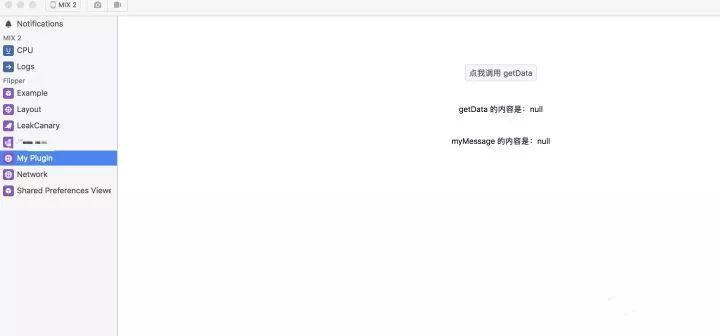 MIX 2
Notifications
MIX 2
CPU
Logs
Flipper
Example
Layout
LeakCanary
My Plugin
Network
Shared Preferences Viewe
点我调用 getData
getData 的内容是：null
myMessage 的内容是：null